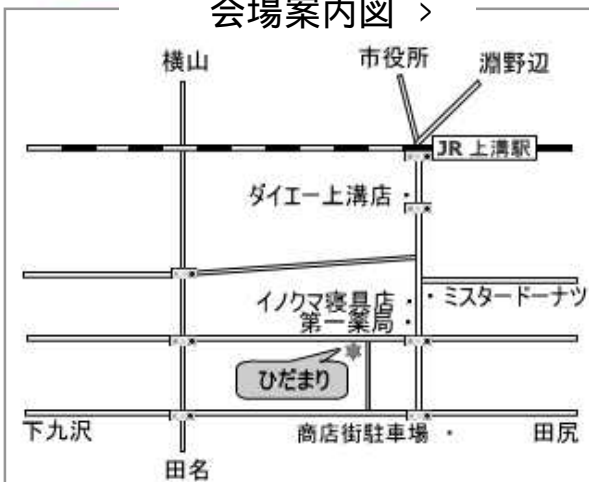 会場案内図 >
横山
市役所
淵野辺
JR 上溝駅
ダイエー上溝店
イノクマ寝具店
ミスタードーナツ
第一薬局
ひだまり
下九沢
商店街駐車場
田尻
田名